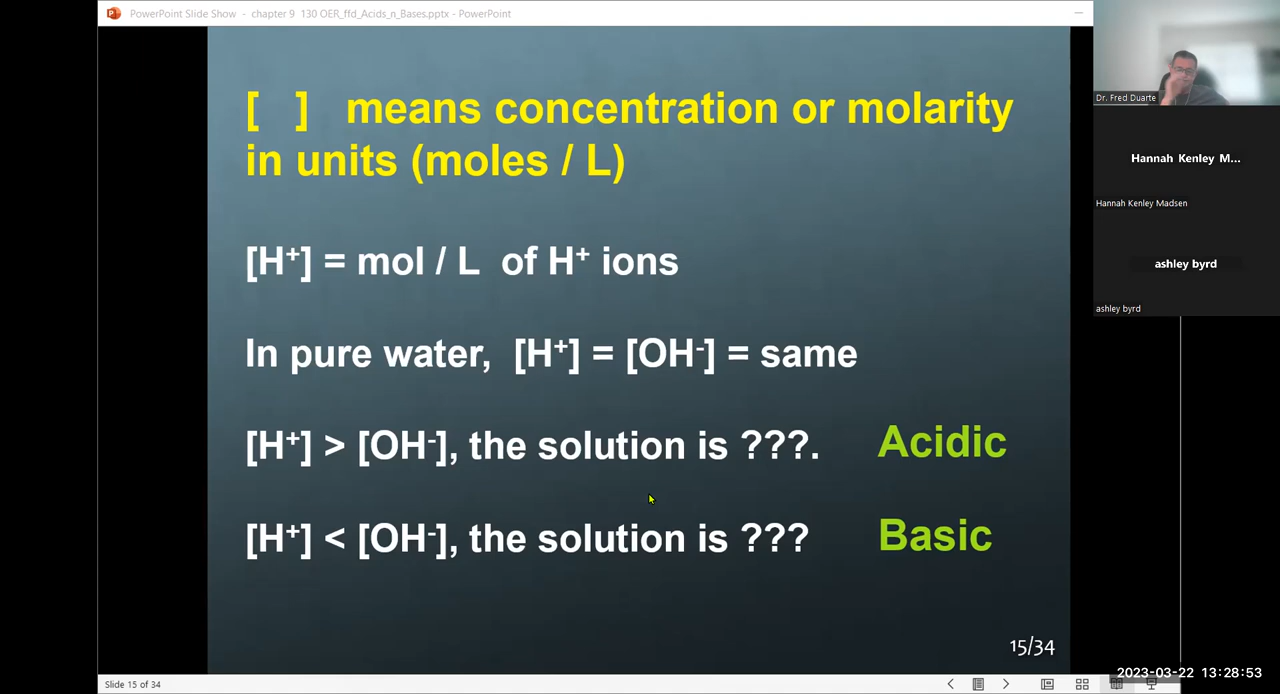 PowerPoint Slide Show - chapter 9 130 OER_ffd_Acids_n_Bases.pptx - PowerPoint
[ ] means concentration or molarity
in units (moles / L)
[H⁺] = mol / L of H⁺ ions
In pure water, [H⁺] = [OH⁻] = same
[H⁺] > [OH⁻], the solution is ???. Acidic
[H⁺] < [OH⁻], the solution is ??? Basic
15/34
Slide 15 of 34
Dr. Fred Duarte
Hannah Kenley M...
Hannah Kenley Madsen
ashley byrd
ashley byrd
2023-03-22 13:28:53